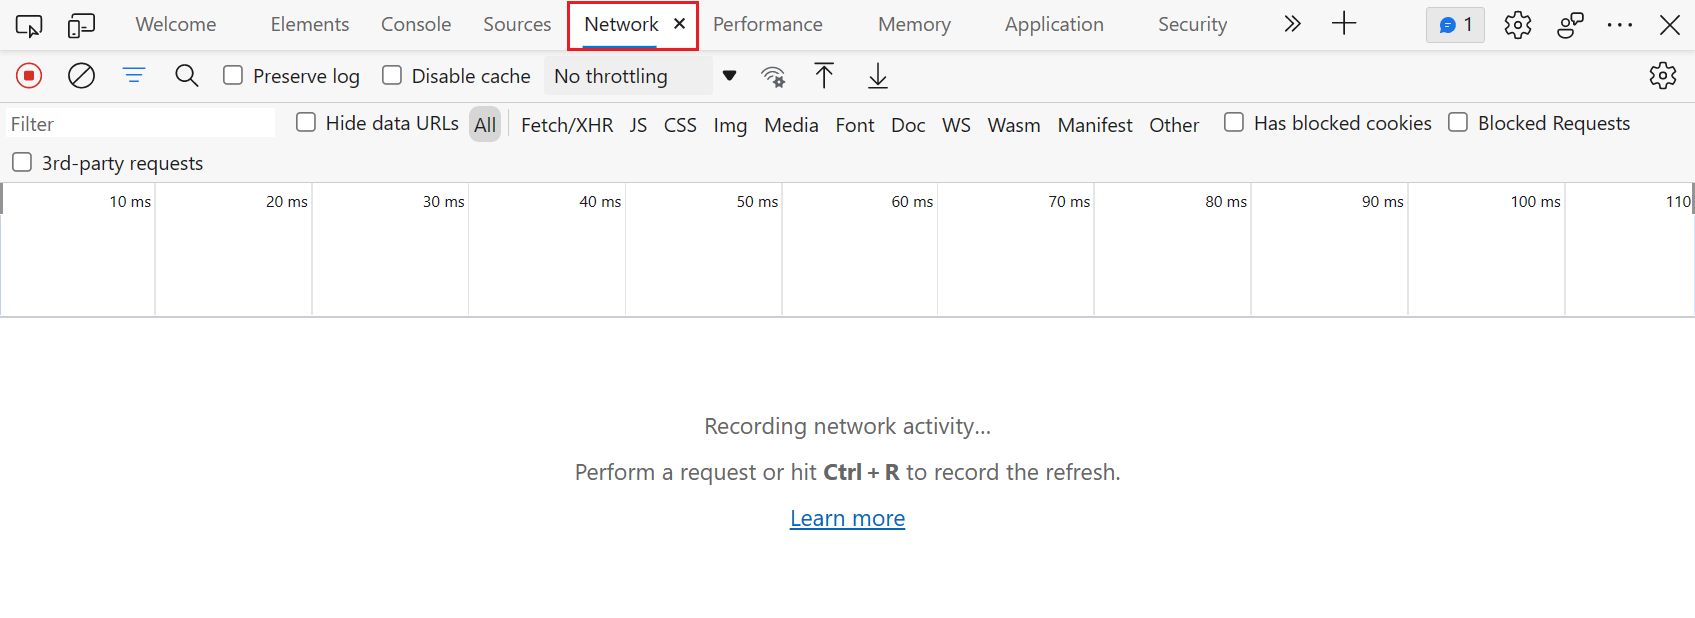 Welcome Elements Console Sources Network × Performance Memory Application Security 1
Preserve log Disable cache No throttling
Filter Hide data URLs All Fetch/XHR JS CSS Img Media Font Doc WS Wasm Manifest Other Has blocked cookies Blocked Requests
3rd-party requests
10 ms 20 ms 30 ms 40 ms 50 ms 60 ms 70 ms 80 ms 90 ms 100 ms 110
Recording network activity...
Perform a request or hit Ctrl + R to record the refresh.
Learn more